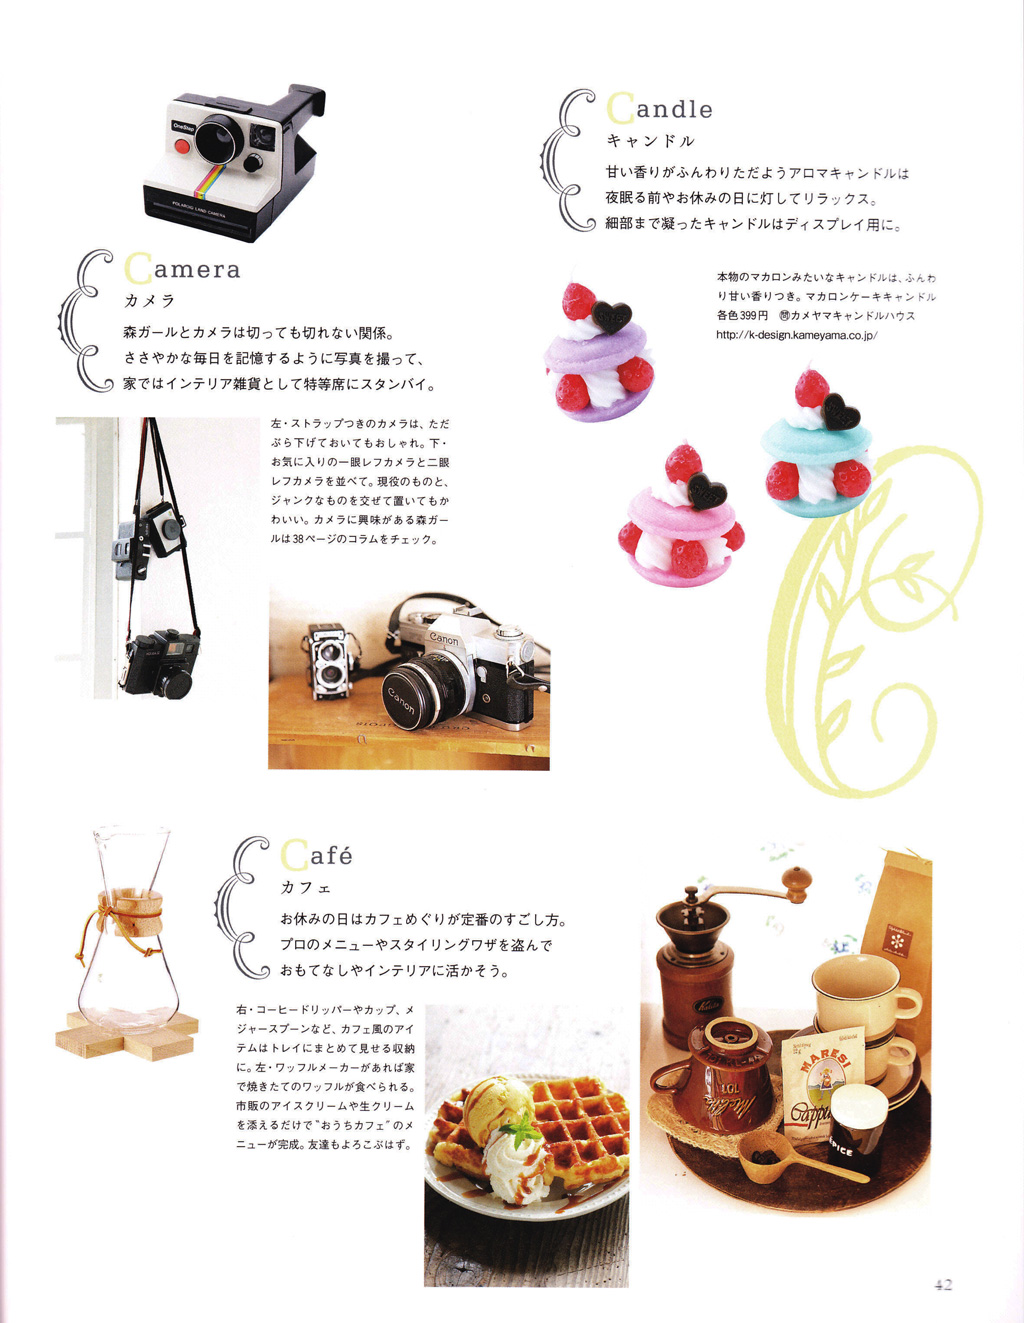 OneStep
POLAROID LAND CAMERA
Camera
カメラ
森ガールとカメラは切っても切れない関係。
ささやかな毎日を記憶するように写真を撮って、
家ではインテリア雑貨として特等席にスタンバイ。
左・ストラップつきのカメラは、ただ
ぶら下げておいてもおしゃれ。下・
お気に入りの一眼レフカメラと二眼
レフカメラを並べて。現役のものと、
ジャンクなものを交ぜて置いてもか
わいい。カメラに興味がある森ガー
ルは38ページのコラムをチェック。
Canon
Canon
Candle
キャンドル
甘い香りがふんわりただようアロマキャンドルは
夜眠る前やお休みの日に灯してリラックス。
細部まで凝ったキャンドルはディスプレイ用に。
本物のマカロンみたいなキャンドルは、ふんわ
り甘い香りつき。マカロンケーキキャンドル
各色399円 ㉄カメヤマキャンドルハウス
http://k-design.kameyama.co.jp/
C
Café
カフェ
お休みの日はカフェめぐりが定番のすごし方。
プロのメニューやスタイリングワザを盗んで
おもてなしやインテリアに活かそう。
右・コーヒードリッパーやカップ、メ
ジャースプーンなど、カフェ風のアイ
テムはトレイにまとめて見せる収納
に。左・ワッフルメーカーがあれば家
で焼きたてのワッフルが食べられる。
市販のアイスクリームや生クリーム
を添えるだけで“おうちカフェ”のメ
ニューが完成。友達もよろこぶはず。
Melitta
101
Melitta
MARESI
Cappu
PICE
42